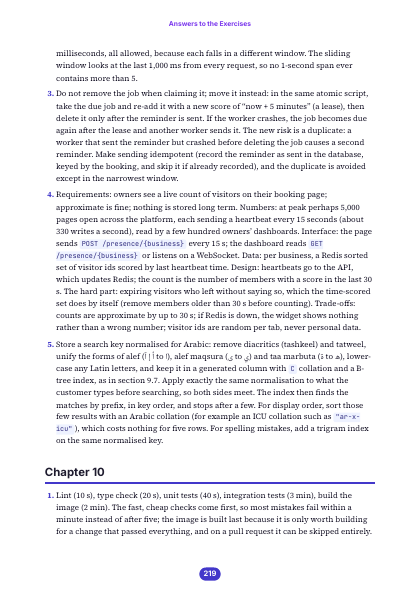 Answers to the Exercises
milliseconds, all allowed, because each falls in a different window. The sliding
window looks at the last 1,000 ms from every request, so no 1-second span ever
contains more than 5.
3. Do not remove the job when claiming it; move it instead: in the same atomic script,
take the due job and re-add it with a new score of “now + 5 minutes” (a lease), then
delete it only after the reminder is sent. If the worker crashes, the job becomes due
again after the lease and another worker sends it. The new risk is a duplicate: a
worker that sent the reminder but crashed before deleting the job causes a second
reminder. Make sending idempotent (record the reminder as sent in the database,
keyed by the booking, and skip it if already recorded), and the duplicate is avoided
except in the narrowest window.
4. Requirements: owners see a live count of visitors on their booking page;
approximate is fine; nothing is stored long term. Numbers: at peak perhaps 5,000
pages open across the platform, each sending a heartbeat every 15 seconds (about
330 writes a second), read by a few hundred owners’ dashboards. Interface: the page
sends POST /presence/{business} every 15 s; the dashboard reads GET
/presence/{business} or listens on a WebSocket. Data: per business, a Redis sorted
set of visitor ids scored by last heartbeat time. Design: heartbeats go to the API,
which updates Redis; the count is the number of members with a score in the last 30
s. The hard part: expiring visitors who left without saying so, which the time-scored
set does by itself (remove members older than 30 s before counting). Trade-offs:
counts are approximate by up to 30 s; if Redis is down, the widget shows nothing
rather than a wrong number; visitor ids are random per tab, never personal data.
5. Store a search key normalised for Arabic: remove diacritics (tashkeel) and tatweel,
unify the forms of alef (أ إ آ to ا), alef maqsura (ى to ي) and taa marbuta (ة to ه), lower-
case any Latin letters, and keep it in a generated column with C collation and a B-
tree index, as in section 9.7. Apply exactly the same normalisation to what the
customer types before searching, so both sides meet. The index then finds the
matches by prefix, in key order, and stops after a few. For display order, sort those
few results with an Arabic collation (for example an ICU collation such as "ar-x-
icu" ), which costs nothing for five rows. For spelling mistakes, add a trigram index
on the same normalised key.
Chapter 10
1. Lint (10 s), type check (20 s), unit tests (40 s), integration tests (3 min), build the
image (2 min). The fast, cheap checks come first, so most mistakes fail within a
minute instead of after five; the image is built last because it is only worth building
for a change that passed everything, and on a pull request it can be skipped entirely.
219